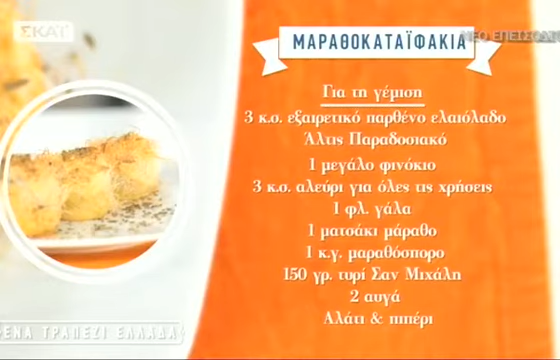 ΣΚΑΪ
ΝΕΟ ΕΠΕΙΣΟΔΙΟ
ΜΑΡΑΘΟΚΑΤΑΪΦΑΚΙΑ
Για τη γέμιση
3 κ.σ. εξαιρετικό παρθένο ελαιόλαδο
Άλτις Παραδοσιακό
1 μεγάλο φινόκιο
3 κ.σ. αλεύρι για όλες τις χρήσεις
1 φλ. γάλα
1 ματσάκι μάραθο
1 κ.γ. μαραθόσπορο
150 γρ. τυρί Σαν Μιχάλη
2 αυγά
Αλάτι & πιπέρι
ΕΝΑ ΤΡΑΠΕΖΙ ΕΛΛΑΔΑ